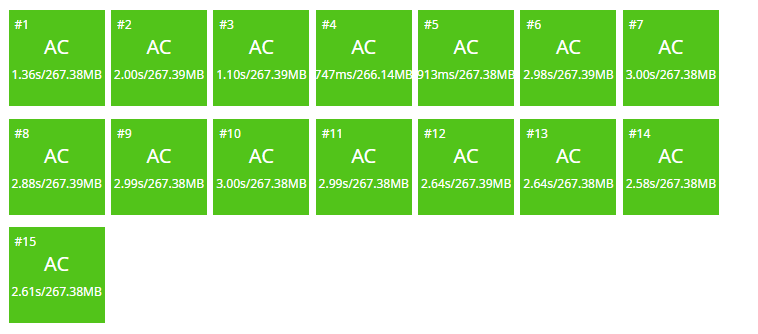 #1 #2 #3 #4 #5 #6 #7
AC AC AC AC AC AC AC
1.36s/267.38MB 2.00s/267.39MB 1.10s/267.39MB 747ms/266.14MB 913ms/267.38MB 2.98s/267.39MB 3.00s/267.38MB
#8 #9 #10 #11 #12 #13 #14
AC AC AC AC AC AC AC
2.88s/267.39MB 2.99s/267.38MB 3.00s/267.38MB 2.99s/267.38MB 2.64s/267.39MB 2.64s/267.38MB 2.58s/267.38MB
#15
AC
2.61s/267.38MB